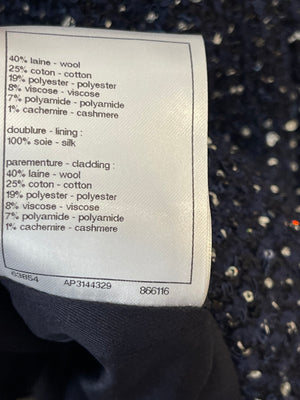 40% laine - wool
25% coton - cotton
19% polyester - polyester
8% viscose - viscose
7% polyamide - polyamide
1% cachemire - cashmere
doublure - lining :
100% soie - silk
parementure - cladding :
40% laine - wool
25% coton - cotton
19% polyester - polyester
8% viscose - viscose
7% polyamide - polyamide
1% cachemire - cashmere
63854 AP3144329 866116